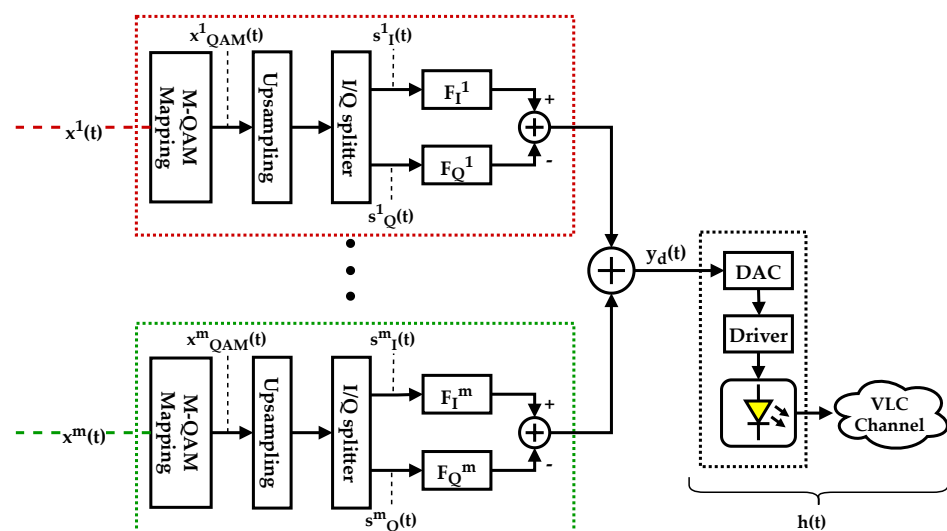 x¹QAM(t)
s¹I(t)
M-QAM
Mapping
Upsampling
I/Q splitter
FI¹
+
x¹(t)
FQ¹
-
s¹Q(t)
yd(t)
DAC
Driver
VLC
Channel
h(t)
xᵐQAM(t)
sᵐI(t)
M-QAM
Mapping
Upsampling
I/Q splitter
FIᵐ
+
xᵐ(t)
FQᵐ
-
sᵐQ(t)